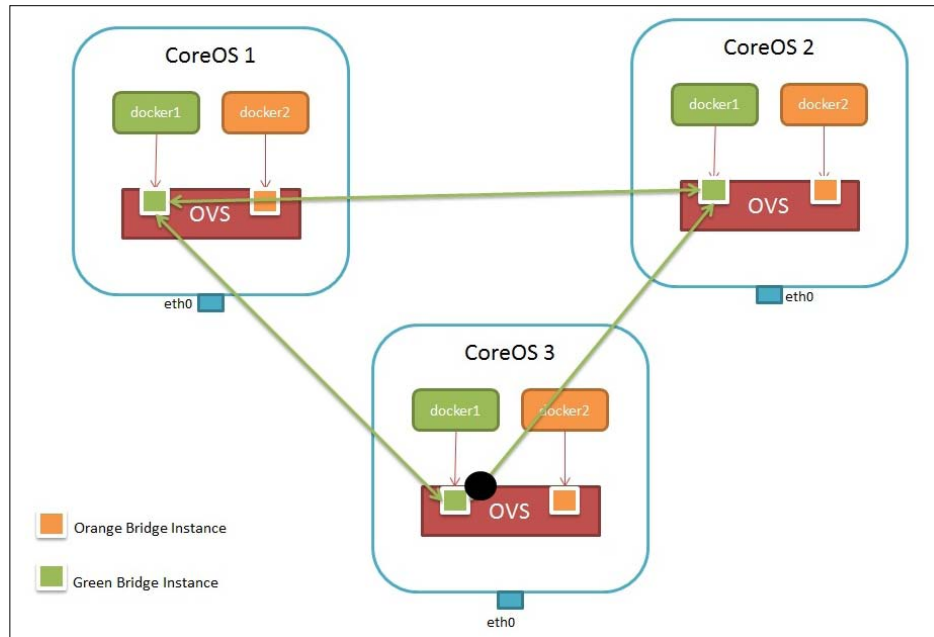 CoreOS 1
docker1
docker2
OVS
eth0
CoreOS 2
docker1
docker2
OVS
eth0
CoreOS 3
docker1
docker2
OVS
eth0
Orange Bridge Instance
Green Bridge Instance